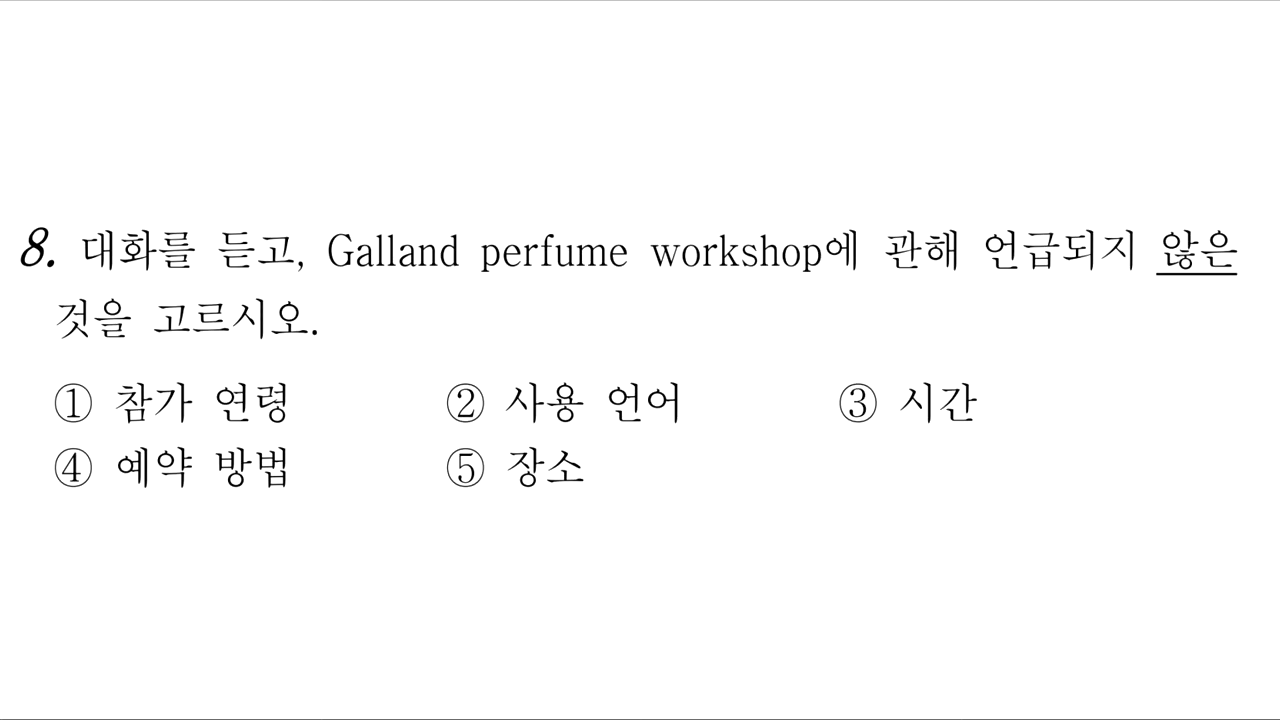 8. 대화를 듣고, Galland perfume workshop에 관해 언급되지 않은
것을 고르시오.
① 참가 연령 ② 사용 언어 ③ 시간
④ 예약 방법 ⑤ 장소